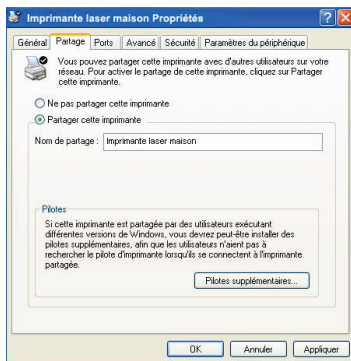 Imprimante laser maison Propriétés
Général Partage Ports Avancé Sécurité Paramètres du périphérique
Vous pouvez partager cette imprimante avec d'autres utilisateurs sur votre
réseau. Pour activer le partage de cette imprimante, cliquez sur Partager
cette imprimante.
Ne pas partager cette imprimante
Partager cette imprimante
Nom de partage : Imprimante laser maison
Pilotes
Si cette imprimante est partagée par des utilisateurs exécutant
différentes versions de Windows, vous devrez peut-être installer des
pilotes supplémentaires, afin que les utilisateurs n'aient pas à
rechercher le pilote d'imprimante lorsqu'ils se connectent à l'imprimante
partagée.
Pilotes supplémentaires...
OK Annuler Appliquer